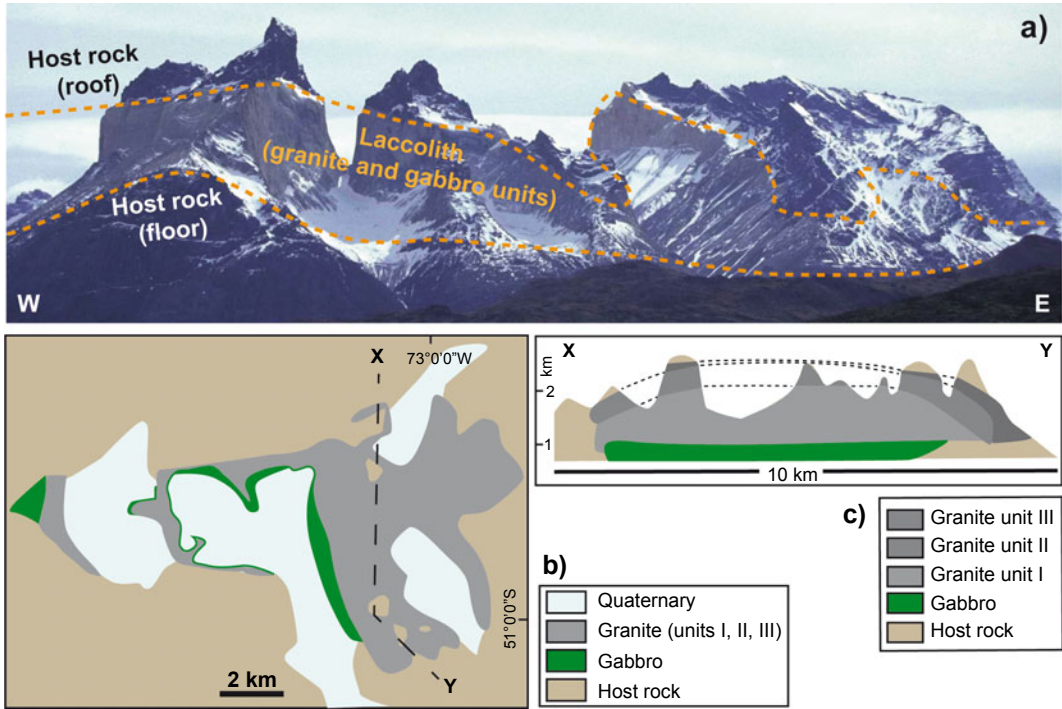 a)
Host rock
(roof)
Laccolith
(granite and gabbro units)
Host rock
(floor)
W
E
X
73°0'0"W
51°0'0"S
Y
2 km
b)
Quaternary
Granite (units I, II, III)
Gabbro
Host rock
X
Y
km
2
1
10 km
c)
Granite unit III
Granite unit II
Granite unit I
Gabbro
Host rock